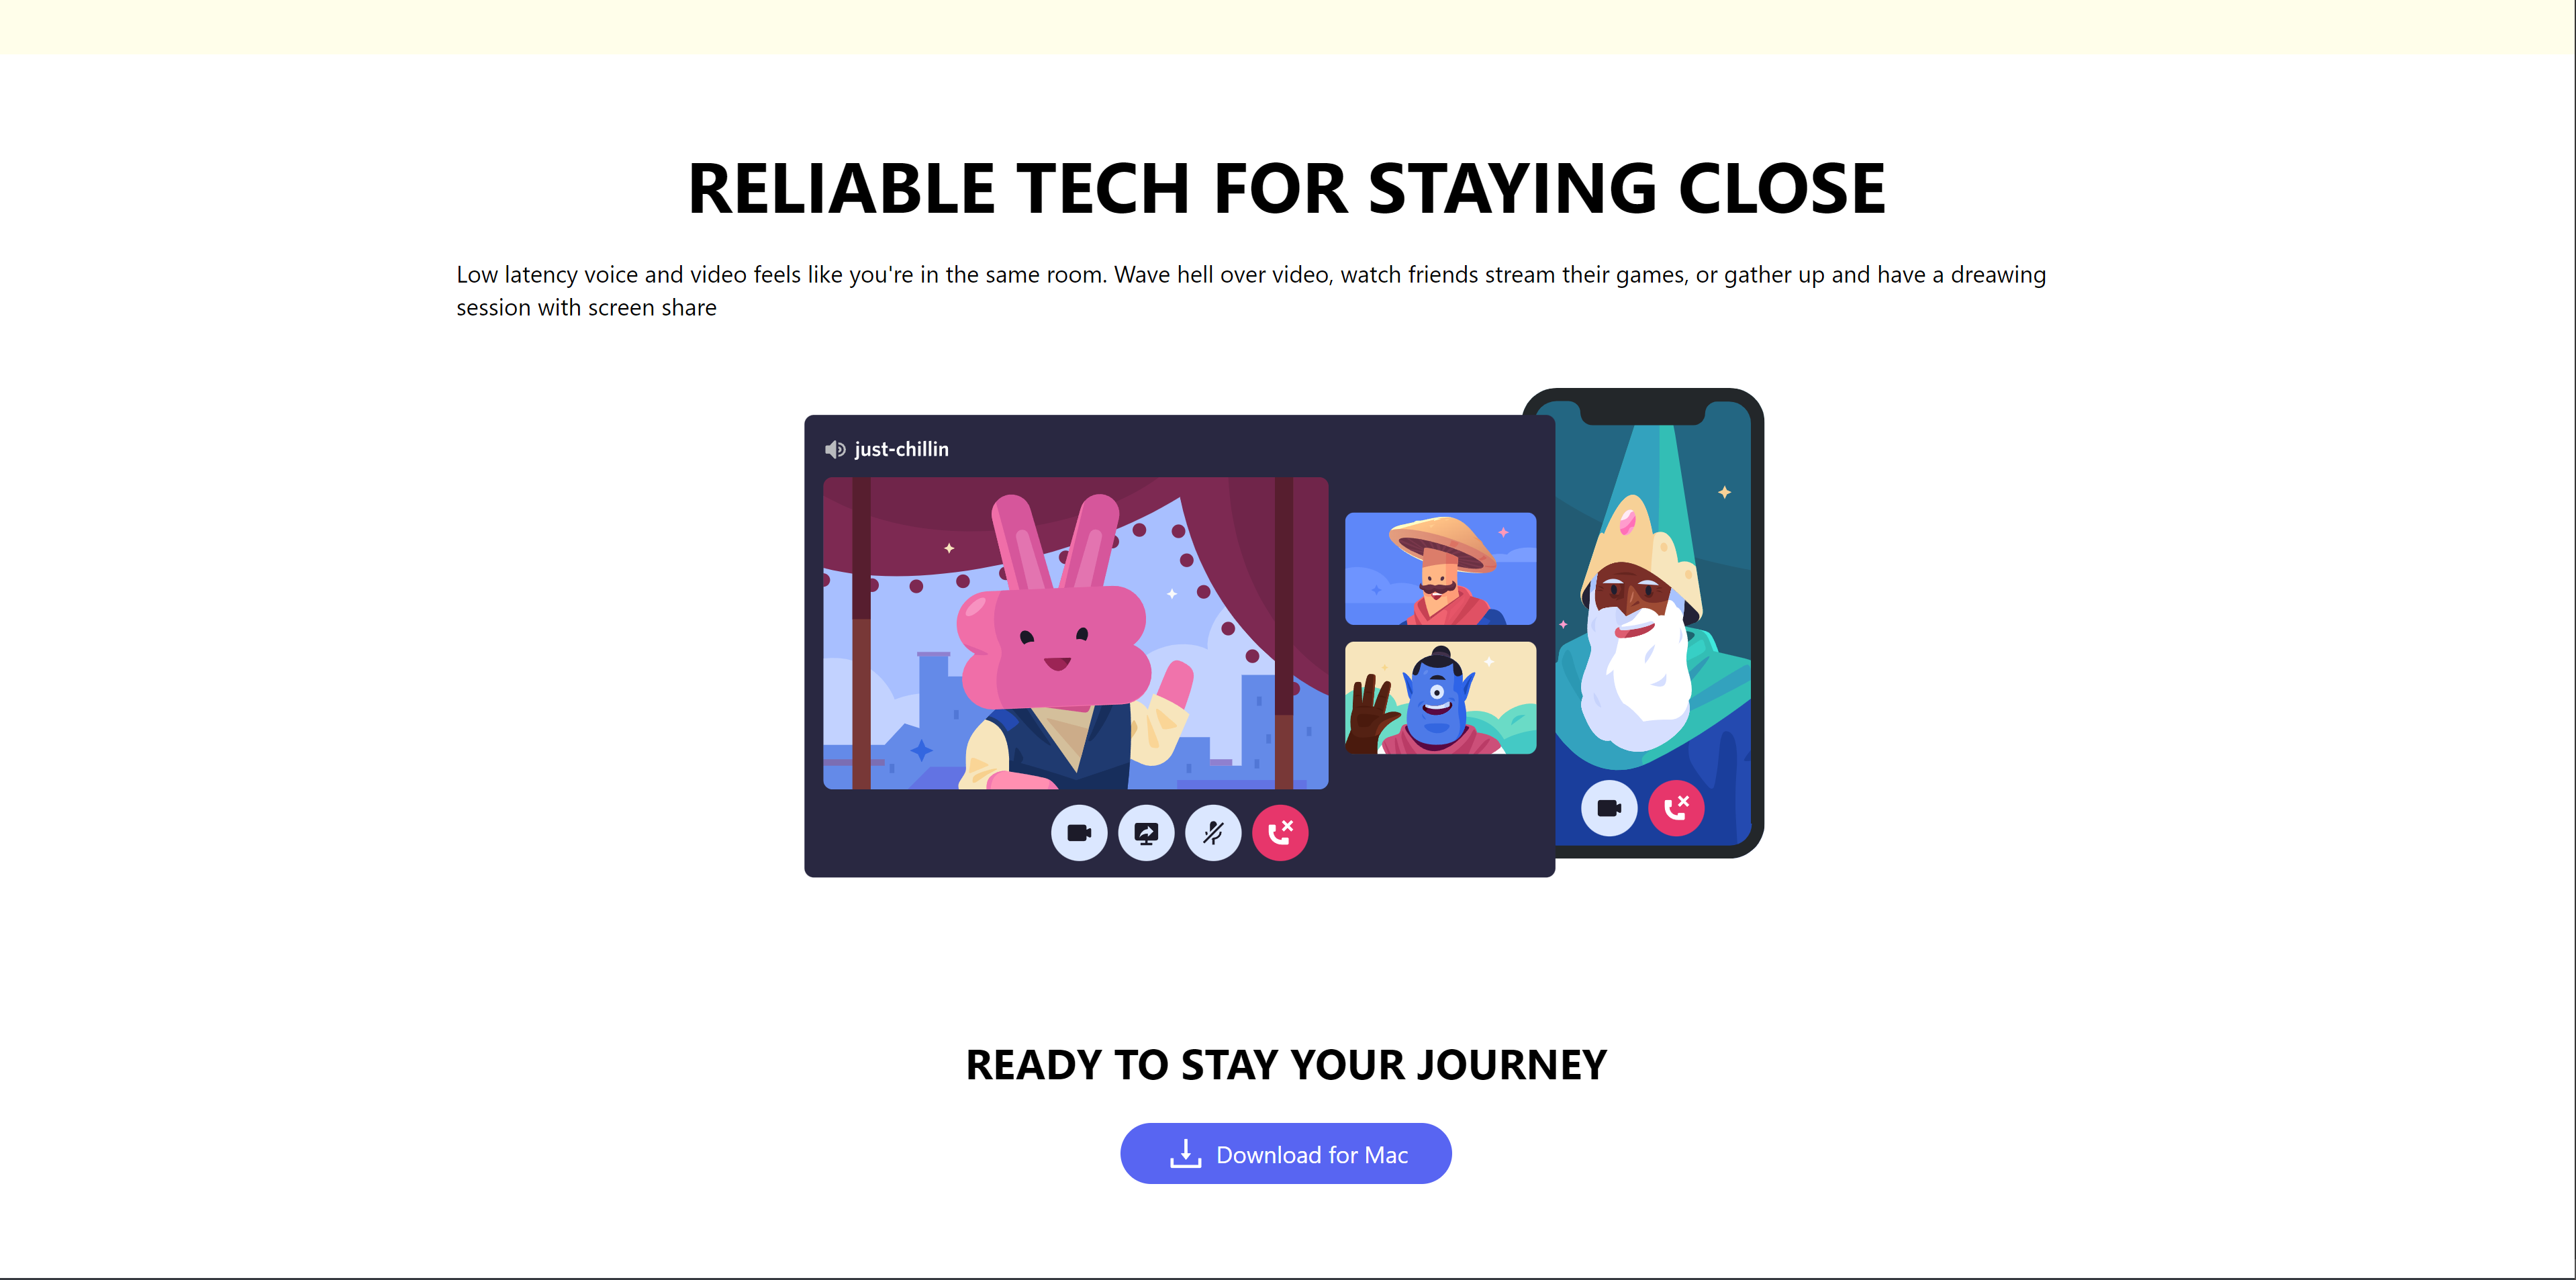 RELIABLE TECH FOR STAYING CLOSE
Low latency voice and video feels like you're in the same room. Wave hell over video, watch friends stream their games, or gather up and have a dreawing
session with screen share
just-chillin
READY TO STAY YOUR JOURNEY
Download for Mac